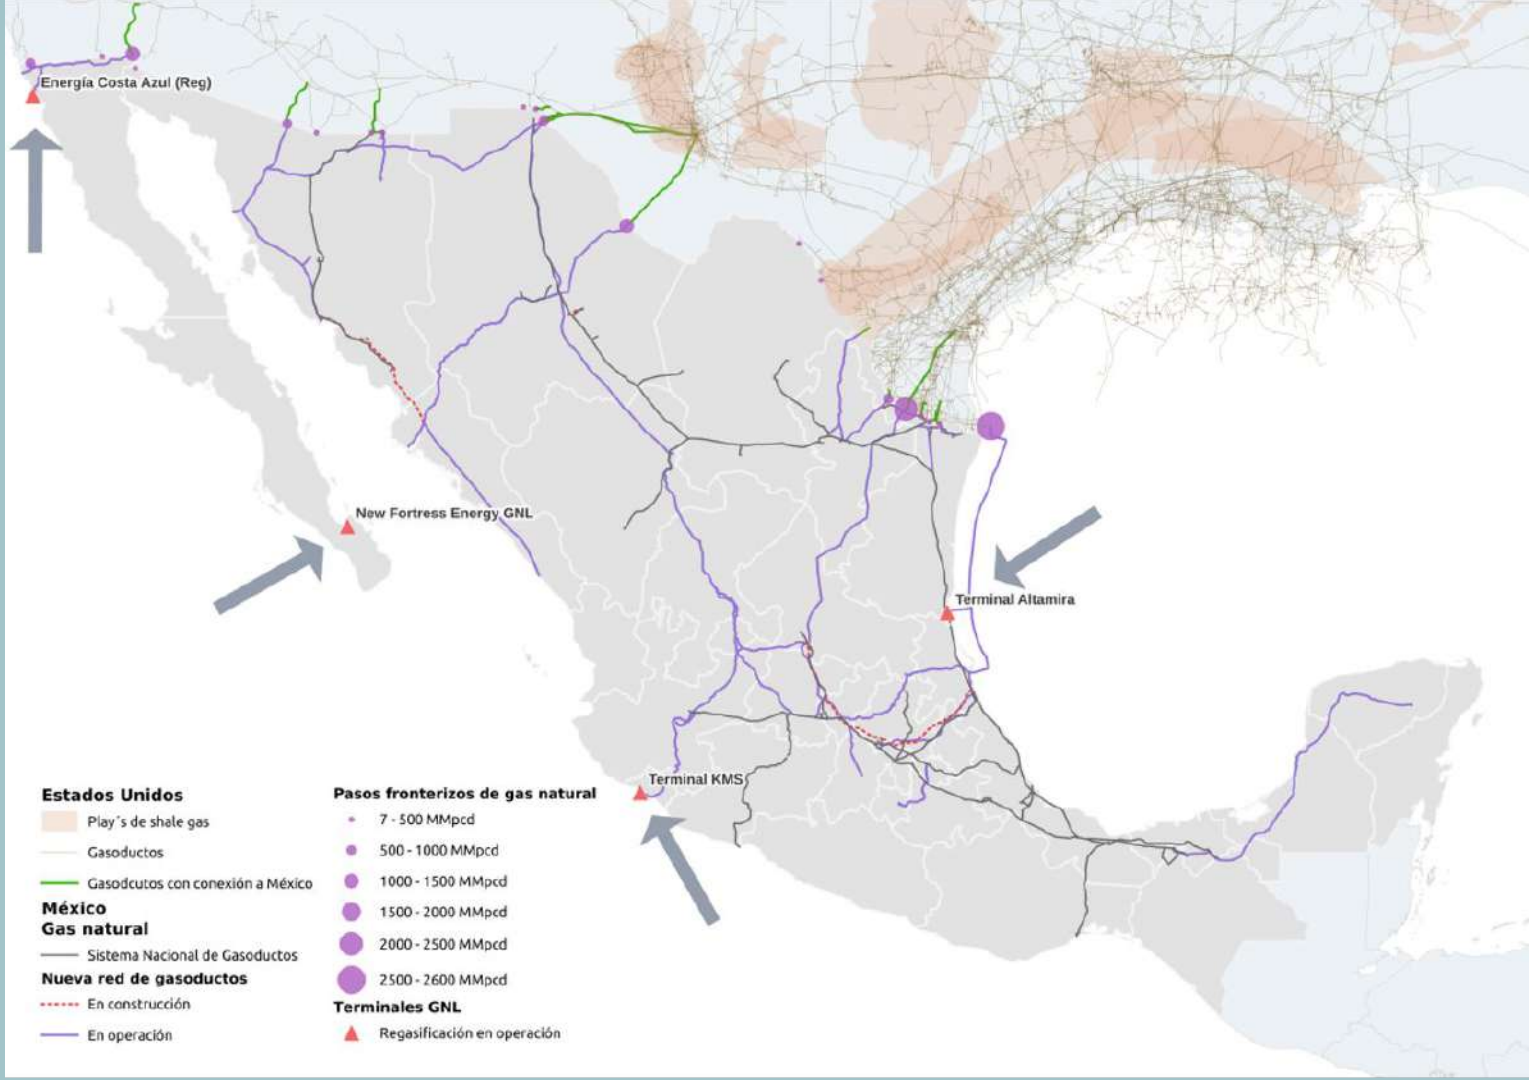 Energía Costa Azul (Reg)
New Fortress Energy GNL
Terminal Altamira
Terminal KMS
Estados Unidos
Play´s de shale gas
Gasoductos
Gasodcutos con conexión a México
México
Gas natural
Sistema Nacional de Gasoductos
Nueva red de gasoductos
En construcción
En operación
Pasos fronterizos de gas natural
7 - 500 MMpcd
500 - 1000 MMpcd
1000 - 1500 MMpcd
1500 - 2000 MMpcd
2000 - 2500 MMpcd
2500 - 2600 MMpcd
Terminales GNL
Regasificación en operación